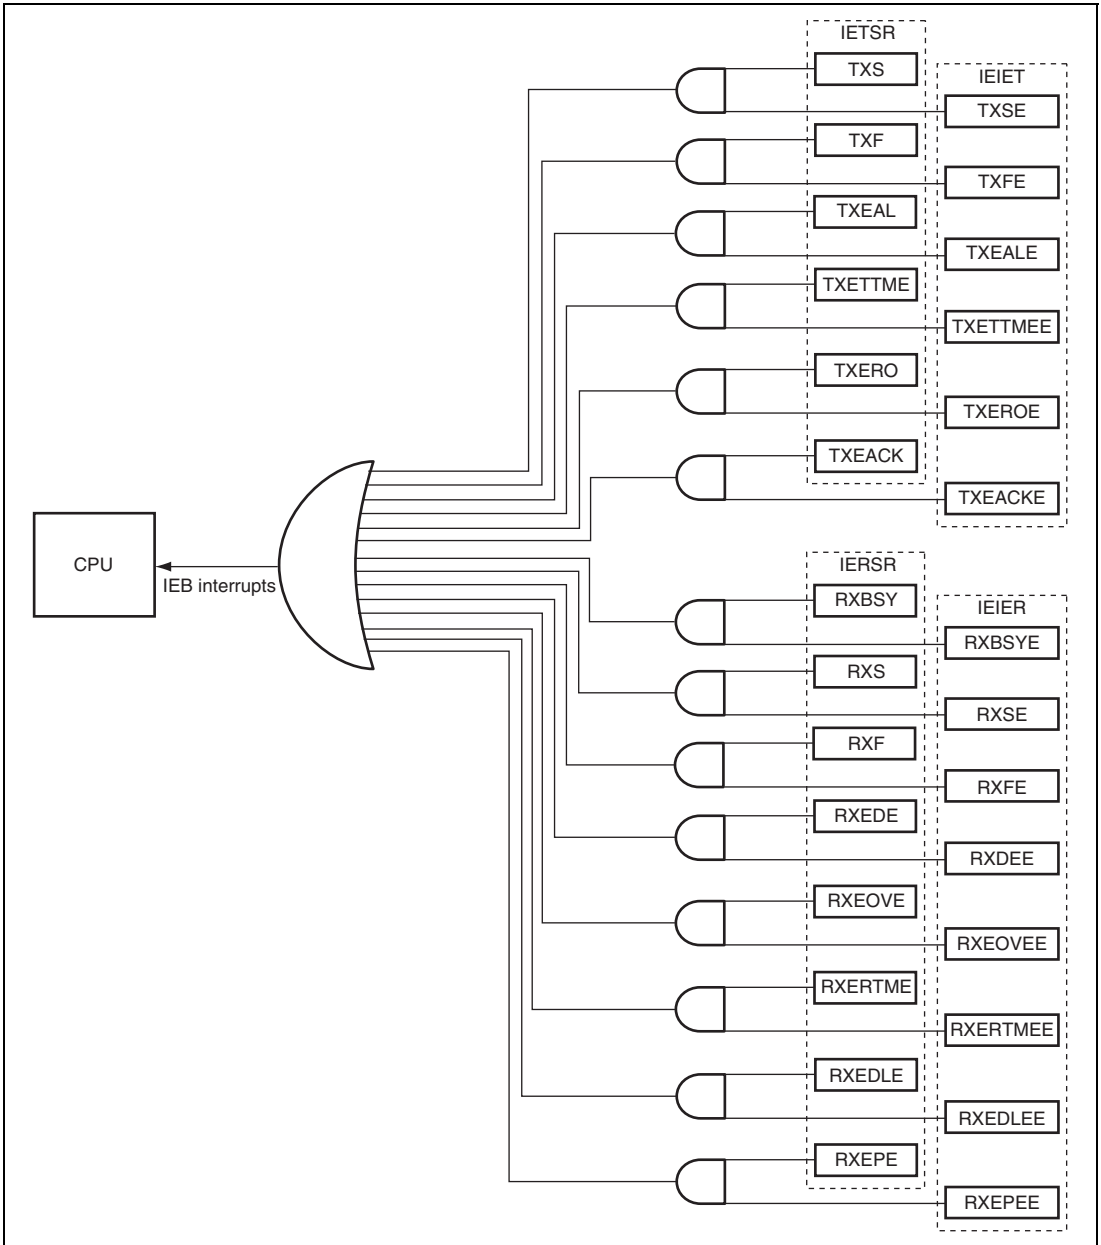 IETSR
TXS
IEIET
TXSE
TXF
TXFE
TXEAL
TXEALE
TXETTME
TXETTMEE
TXERO
TXEROE
TXEACK
TXEACKE
CPU
IEB interrupts
IERSR
RXBSY
IEIER
RXBSYE
RXS
RXSE
RXF
RXFE
RXEDE
RXDEE
RXEOVE
RXEOVEE
RXERTME
RXERTMEE
RXEDLE
RXEDLEE
RXEPE
RXEPEE